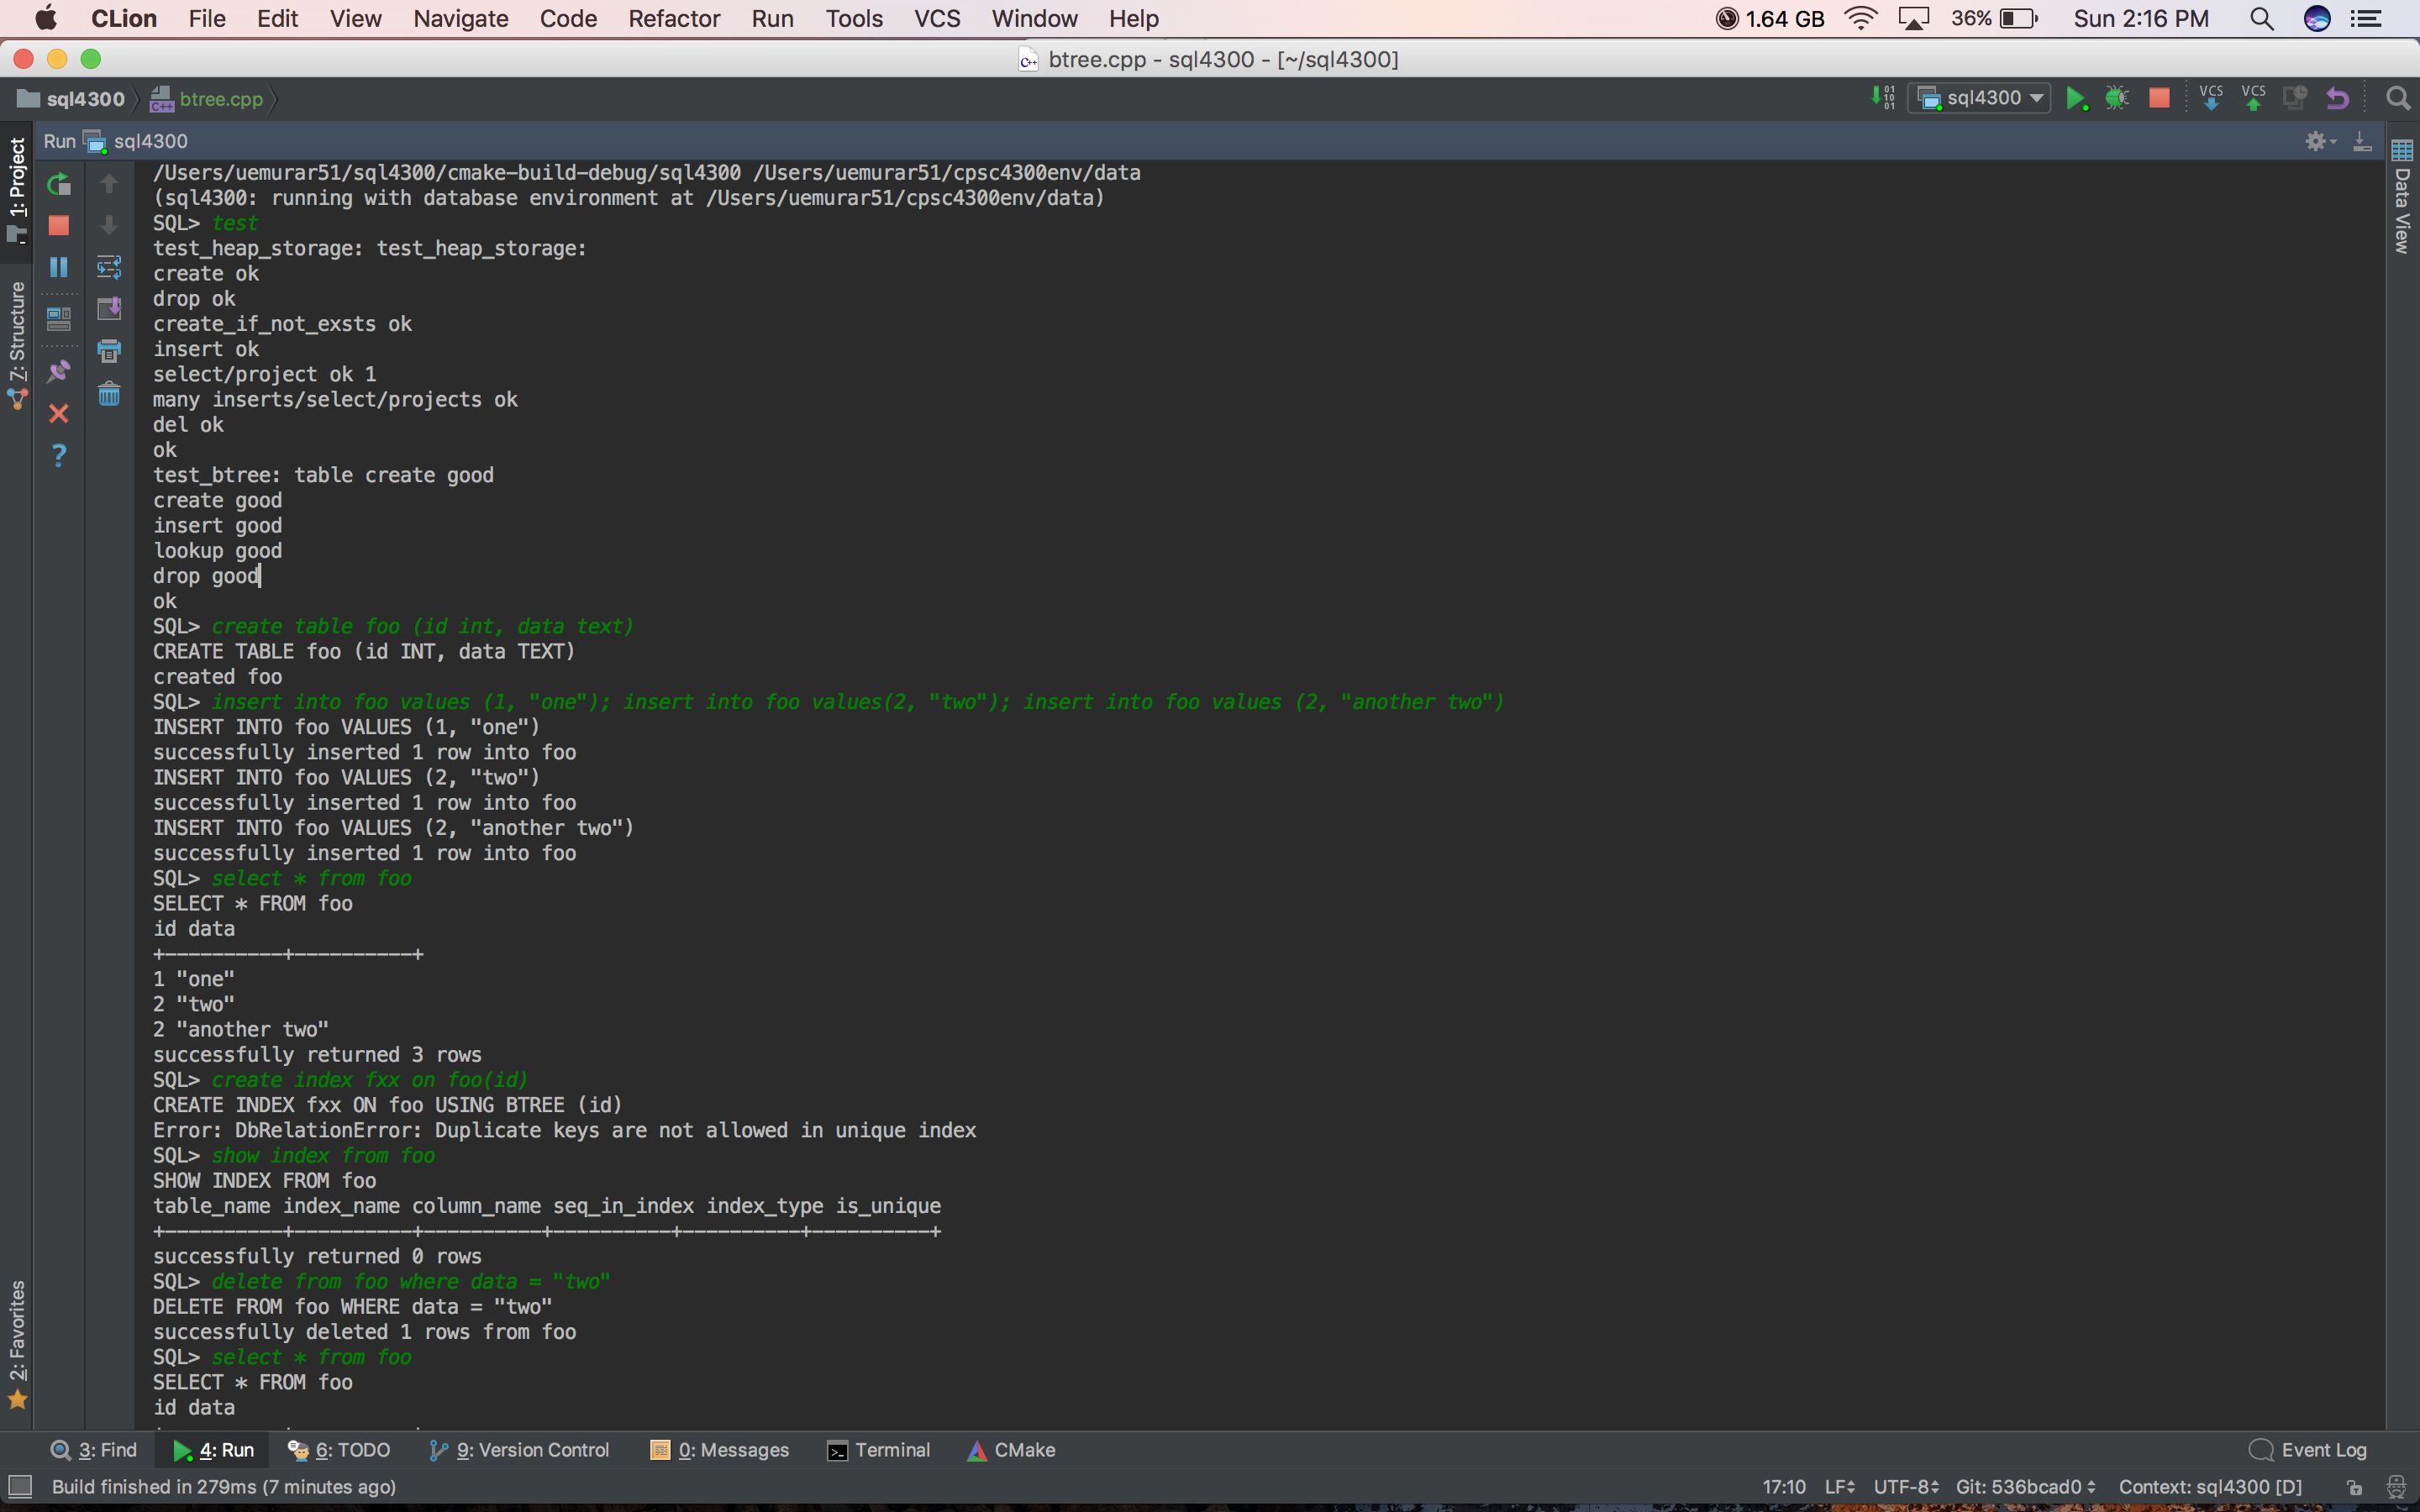 CLion File Edit View Navigate Code Refactor Run Tools VCS Window Help 1.64 GB 36% Sun 2:16 PM
btree.cpp - sql4300 - [~/sql4300]
sql4300 btree.cpp sql4300 VCS VCS
Run sql4300
1: Project
7: Structure
2: Favorites
Data View
/Users/uemurar51/sql4300/cmake-build-debug/sql4300 /Users/uemurar51/cpsc4300env/data
(sql4300: running with database environment at /Users/uemurar51/cpsc4300env/data)
SQL> test
test_heap_storage: test_heap_storage:
create ok
drop ok
create_if_not_exsts ok
insert ok
select/project ok 1
many inserts/select/projects ok
del ok
ok
test_btree: table create good
create good
insert good
lookup good
drop good
ok
SQL> create table foo (id int, data text)
CREATE TABLE foo (id INT, data TEXT)
created foo
SQL> insert into foo values (1, "one"); insert into foo values(2, "two"); insert into foo values (2, "another two")
INSERT INTO foo VALUES (1, "one")
successfully inserted 1 row into foo
INSERT INTO foo VALUES (2, "two")
successfully inserted 1 row into foo
INSERT INTO foo VALUES (2, "another two")
successfully inserted 1 row into foo
SQL> select * from foo
SELECT * FROM foo
id data
+----------+----------+
1 "one"
2 "two"
2 "another two"
successfully returned 3 rows
SQL> create index fxx on foo(id)
CREATE INDEX fxx ON foo USING BTREE (id)
Error: DbRelationError: Duplicate keys are not allowed in unique index
SQL> show index from foo
SHOW INDEX FROM foo
table_name index_name column_name seq_in_index index_type is_unique
+----------+----------+----------+----------+----------+----------+
successfully returned 0 rows
SQL> delete from foo where data = "two"
DELETE FROM foo WHERE data = "two"
successfully deleted 1 rows from foo
SQL> select * from foo
SELECT * FROM foo
id data
3: Find 4: Run 6: TODO 9: Version Control 0: Messages Terminal CMake Event Log
Build finished in 279ms (7 minutes ago) 17:10 LF UTF-8 Git: 536bcad0 Context: sql4300 [D]